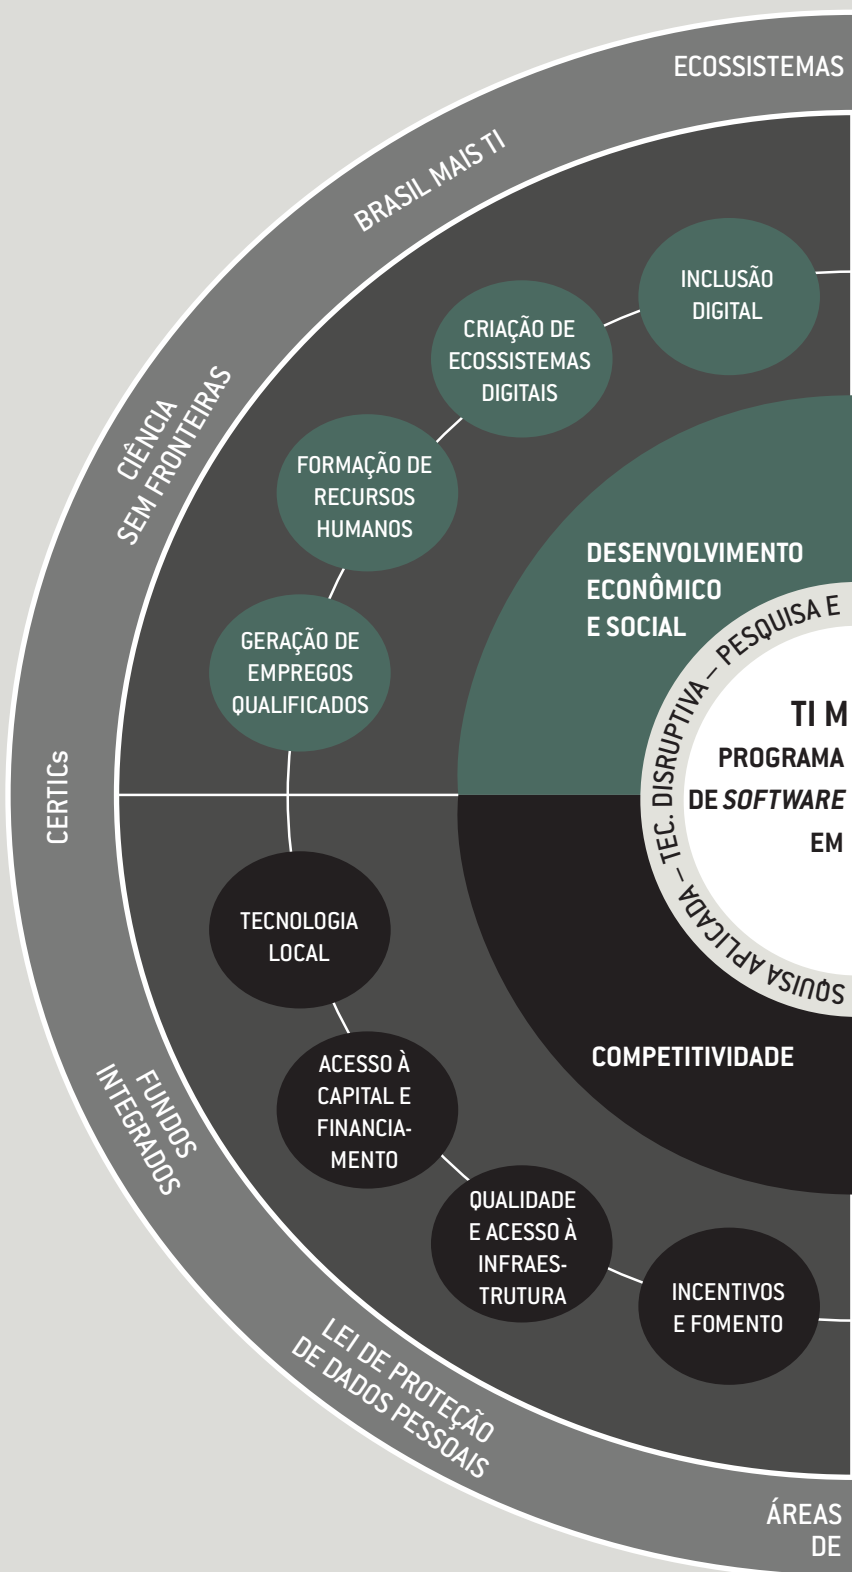 ECOSSISTEMAS
BRASIL MAIS TI
CIÊNCIA
SEM FRONTEIRAS
CERTICs
FUNDOS
INTEGRADOS
LEI DE PROTEÇÃO
DE DADOS PESSOAIS
ÁREAS
DE
INCLUSÃO
DIGITAL
CRIAÇÃO DE
ECOSSISTEMAS
DIGITAIS
FORMAÇÃO DE
RECURSOS
HUMANOS
GERAÇÃO DE
EMPREGOS
QUALIFICADOS
TECNOLOGIA
LOCAL
ACESSO À
CAPITAL E
FINANCIA-
MENTO
QUALIDADE
E ACESSO À
INFRAES-
TRUTURA
INCENTIVOS
E FOMENTO
DESENVOLVIMENTO
ECONÔMICO
E SOCIAL
COMPETITIVIDADE
SQUISA APLICADA – TEC. DISRUPTIVA – PESQUISA E
TI M
PROGRAMA
DE SOFTWARE
EM